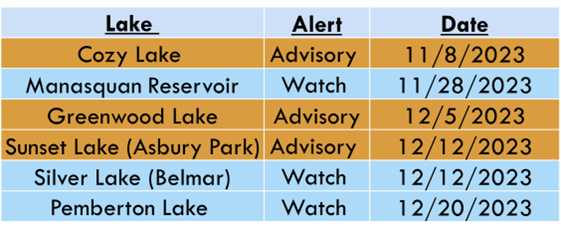 Lake Alert Date
Cozy Lake Advisory 11/8/2023
Manasquan Reservoir Watch 11/28/2023
Greenwood Lake Advisory 12/5/2023
Sunset Lake (Asbury Park) Advisory 12/12/2023
Silver Lake (Belmar) Watch 12/12/2023
Pemberton Lake Watch 12/20/2023